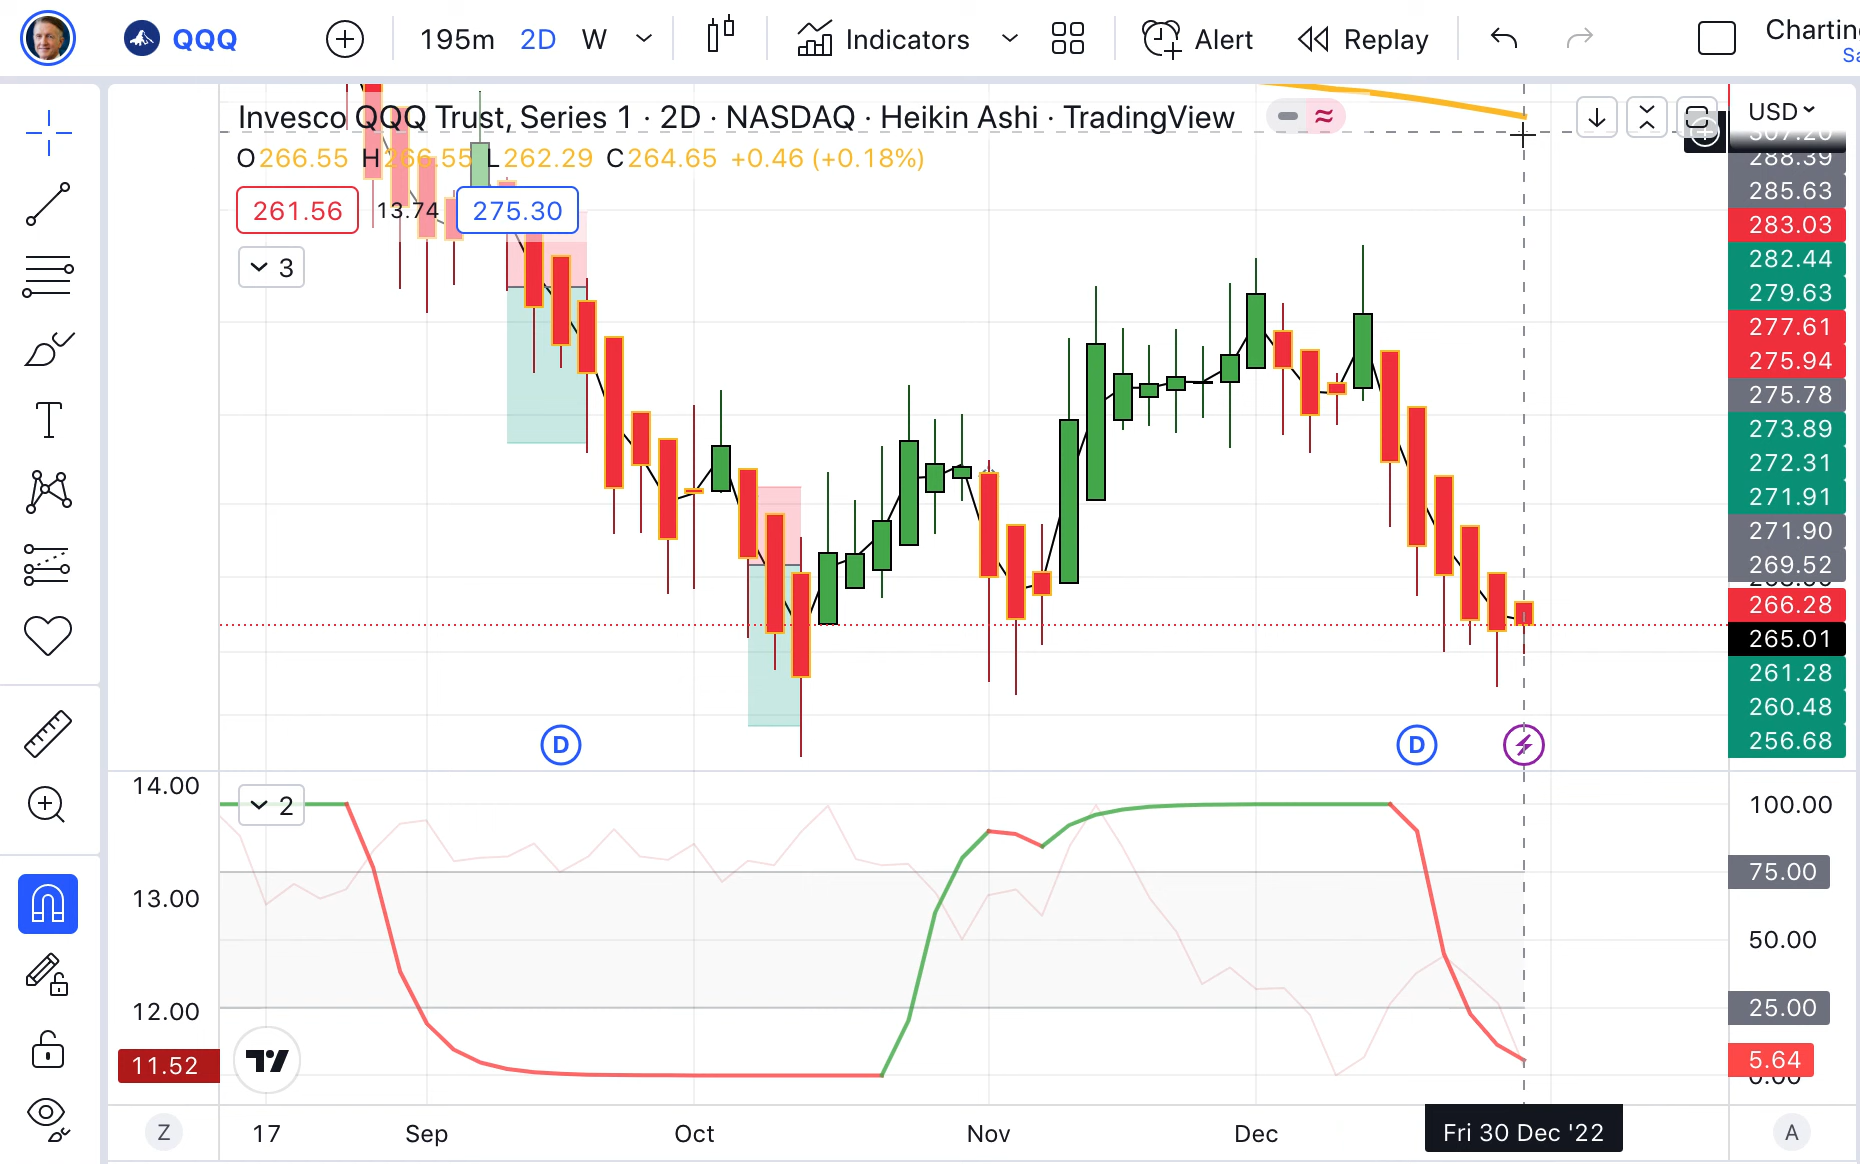 QQQ
195m 2D W
Indicators
Alert
Replay
Invesco QQQ Trust, Series 1 · 2D · NASDAQ · Heikin Ashi · TradingView
O266.55 H266.55 L262.29 C264.65 +0.46 (+0.18%)
261.56 13.74 275.30
3
USD
307.20
288.39
285.63
283.03
282.44
279.63
277.61
275.94
275.78
273.89
272.31
271.91
271.90
269.52
266.28
265.01
261.28
260.48
256.68
D D
2
14.00
13.00
12.00
11.52
100.00
75.00
50.00
25.00
5.64
0.00
Z 17 Sep Oct Nov Dec Fri 30 Dec '22 A